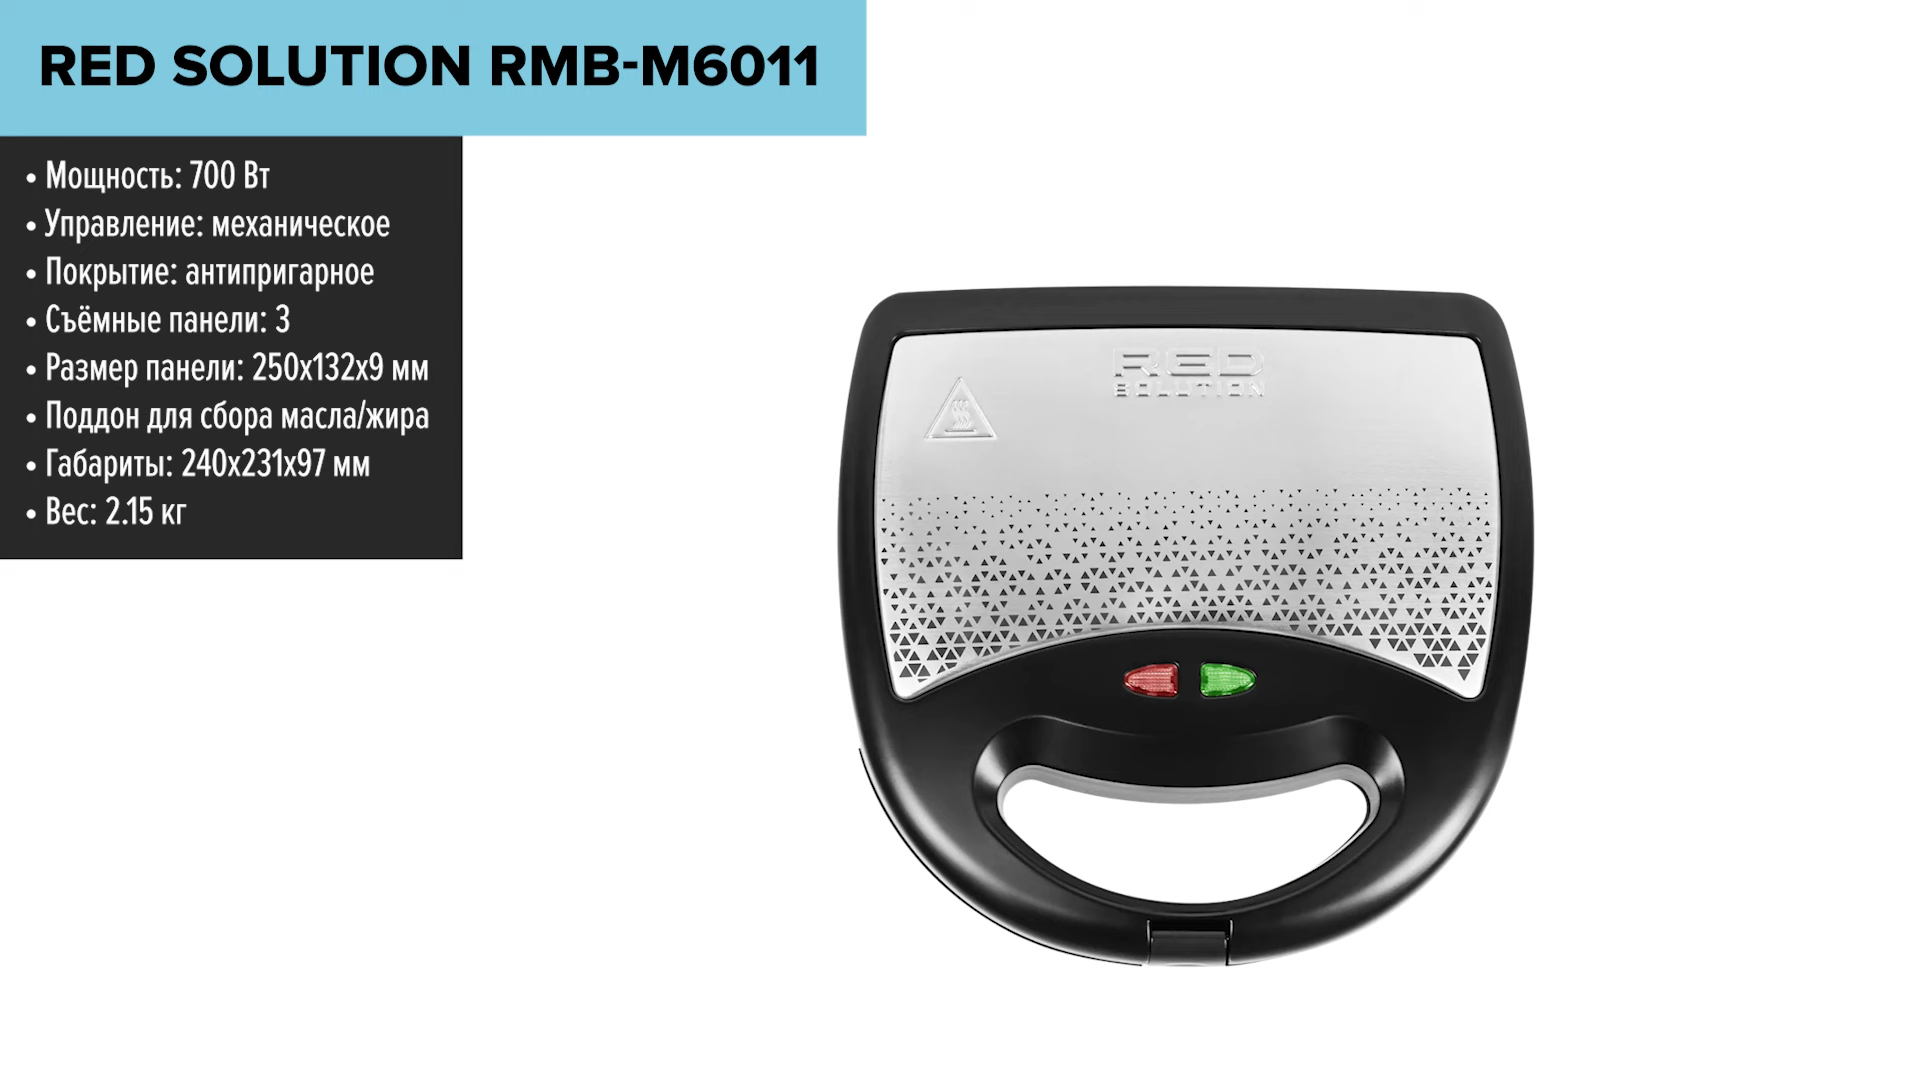 RED SOLUTION RMB-M6011
• Мощность: 700 Вт
• Управление: механическое
• Покрытие: антипригарное
• Съёмные панели: 3
• Размер панели: 250x132x9 мм
• Поддон для сбора масла/жира
• Габариты: 240x231x97 мм
• Вес: 2.15 кг
RED
SOLUTION